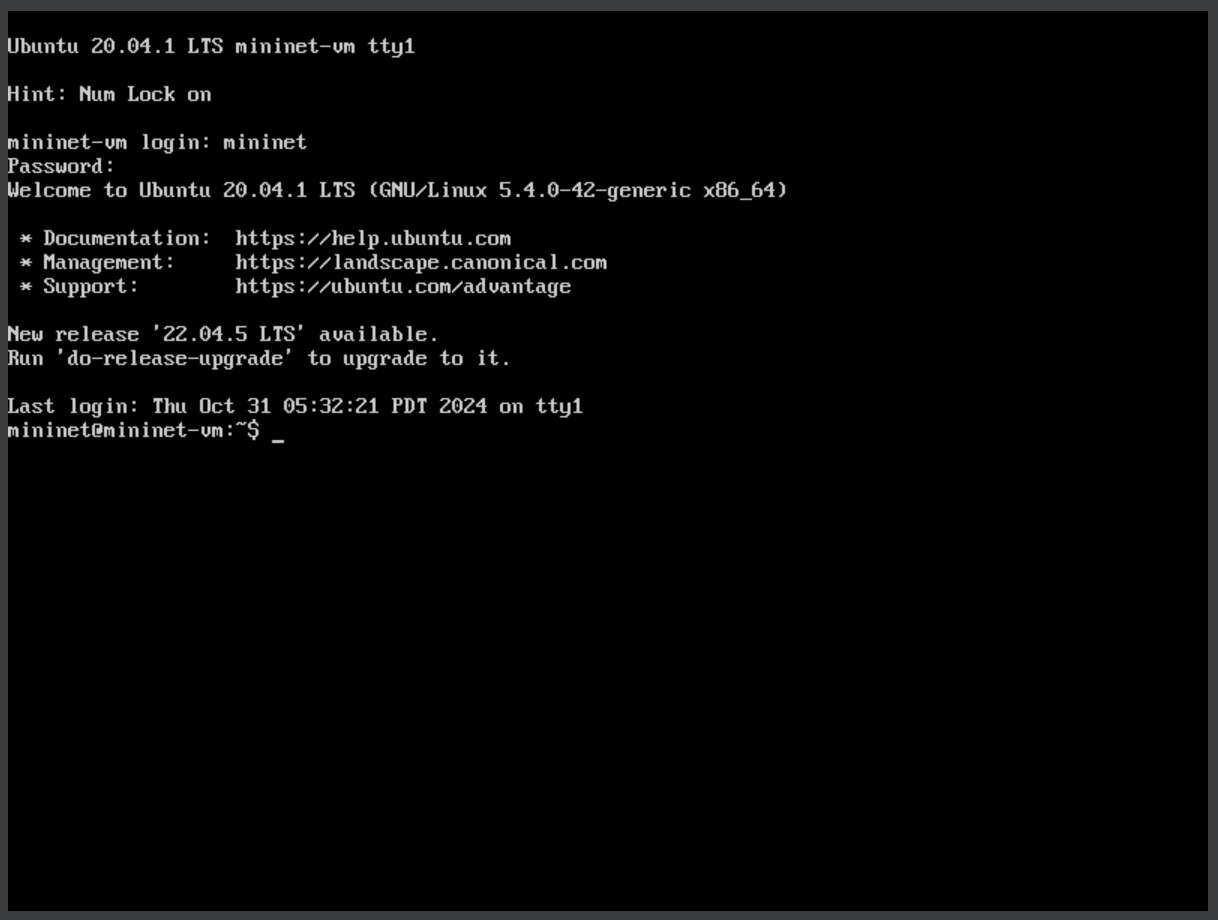 Ubuntu 20.04.1 LTS mininet-vm tty1
Hint: Num Lock on
mininet-vm login: mininet
Password:
Welcome to Ubuntu 20.04.1 LTS (GNU/Linux 5.4.0-42-generic x86_64)
* Documentation:  https://help.ubuntu.com
* Management:     https://landscape.canonical.com
* Support:        https://ubuntu.com/advantage
New release '22.04.5 LTS' available.
Run 'do-release-upgrade' to upgrade to it.
Last login: Thu Oct 31 05:32:21 PDT 2024 on tty1
mininet@mininet-vm:~$ _